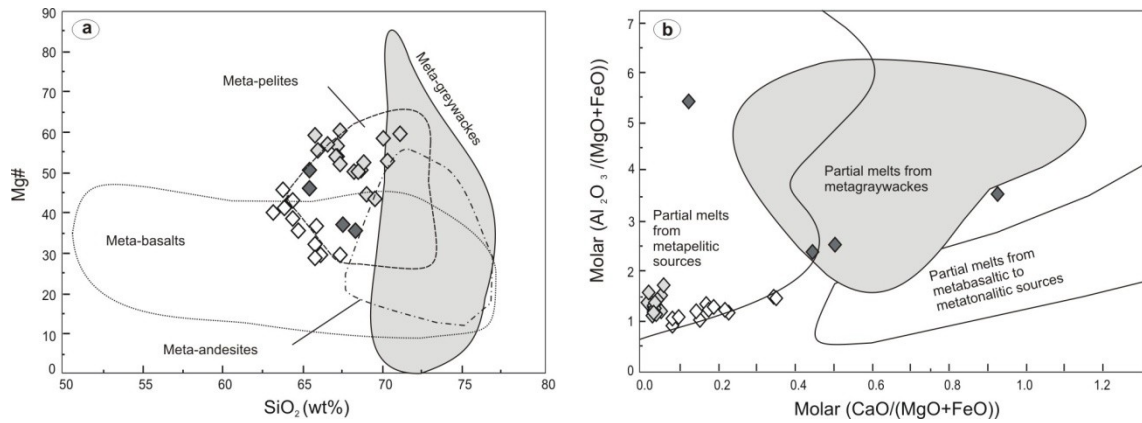 a
90
80
70
60
50
40
30
20
10
0
Mg#
Meta-pelites
Meta-greywackes
Meta-basalts
Meta-andesites
50 55 60 65 70 75 80
SiO₂ (wt%)
b
7
6
5
4
3
2
1
0
Molar (Al₂O₃/(MgO+FeO))
Partial melts from
metagraywackes
Partial melts
from
metapelitic
sources
Partial melts from
metabasaltic to
metatonalitic sources
0.0 0.2 0.4 0.6 0.8 1.0 1.2
Molar (CaO/(MgO+FeO))